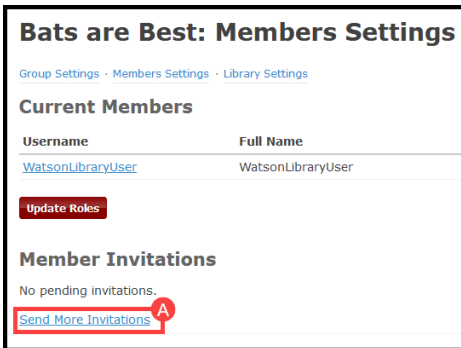 Bats are Best: Members Settings
Group Settings · Members Settings · Library Settings
Current Members
Username Full Name
WatsonLibraryUser WatsonLibraryUser
Update Roles
Member Invitations
No pending invitations.
Send More Invitations A